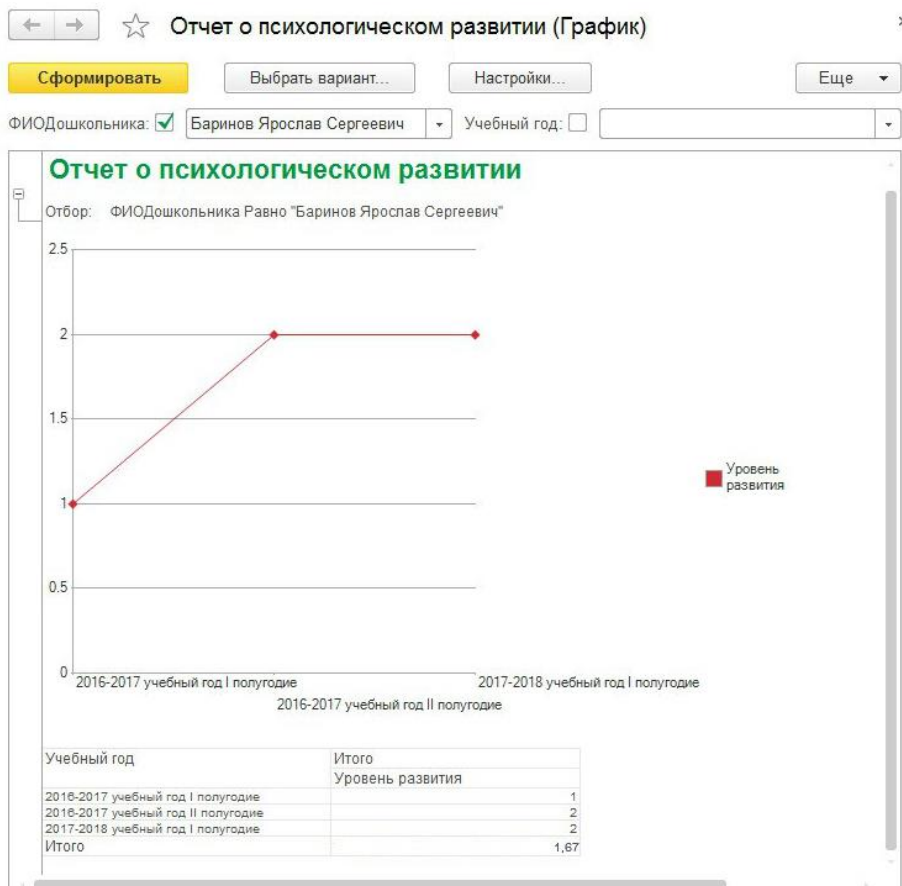 Отчет о психологическом развитии (График)
Сформировать Выбрать вариант... Настройки... Еще
ФИОДошкольника: Баринов Ярослав Сергеевич Учебный год:
Отчет о психологическом развитии
Отбор: ФИОДошкольника Равно "Баринов Ярослав Сергеевич"
2.5
2
1.5
1
0.5
0
Уровень
развития
2016-2017 учебный год I полугодие 2017-2018 учебный год I полугодие
2016-2017 учебный год II полугодие
Учебный год Итого
Уровень развития
2016-2017 учебный год I полугодие 1
2016-2017 учебный год II полугодие 2
2017-2018 учебный год I полугодие 2
Итого 1,67